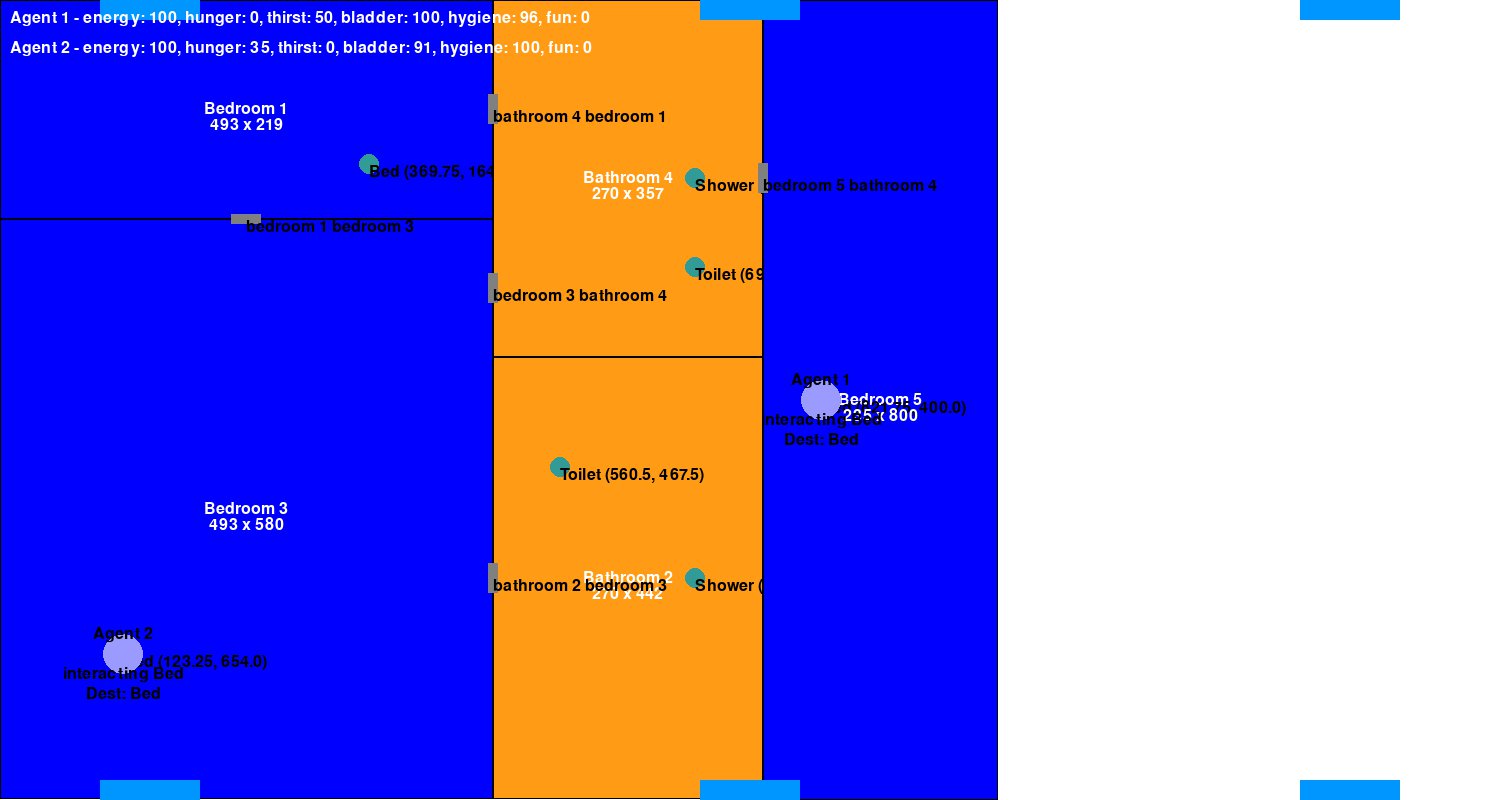 Agent 1 - energy: 100, hunger: 0, thirst: 50, bladder: 100, hygiene: 96, fun: 0
Agent 2 - energy: 100, hunger: 35, thirst: 0, bladder: 91, hygiene: 100, fun: 0
Bedroom 1
493 x 219
bathroom 4 bedroom 1
Bed (369.75, 164
Bathroom 4
270 x 357
Shower
bedroom 5 bathroom 4
bedroom 1 bedroom 3
Toilet (69
bedroom 3 bathroom 4
Agent 1
Bedroom 5
400.0)
235 x 800
interacting Bed
Dest: Bed
Toilet (560.5, 467.5)
Bedroom 3
493 x 580
Bathroom 2
270 x 442
bathroom 2 bedroom 3
Shower (
Agent 2
(123.25, 654.0)
interacting Bed
Dest: Bed